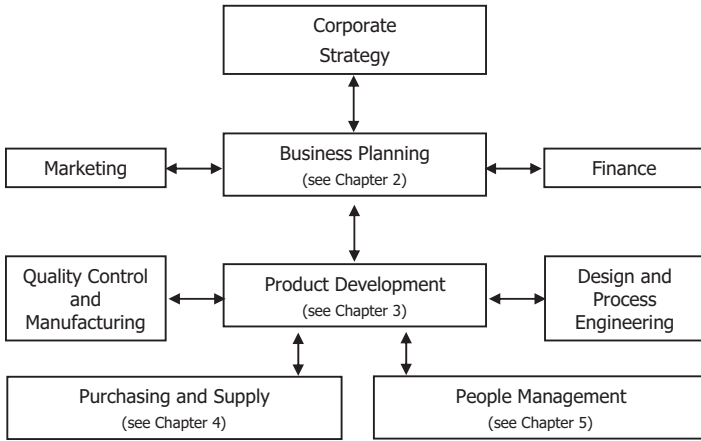 Corporate
Strategy
Marketing
Business Planning
(see Chapter 2)
Finance
Quality Control
and
Manufacturing
Product Development
(see Chapter 3)
Design and
Process
Engineering
Purchasing and Supply
(see Chapter 4)
People Management
(see Chapter 5)